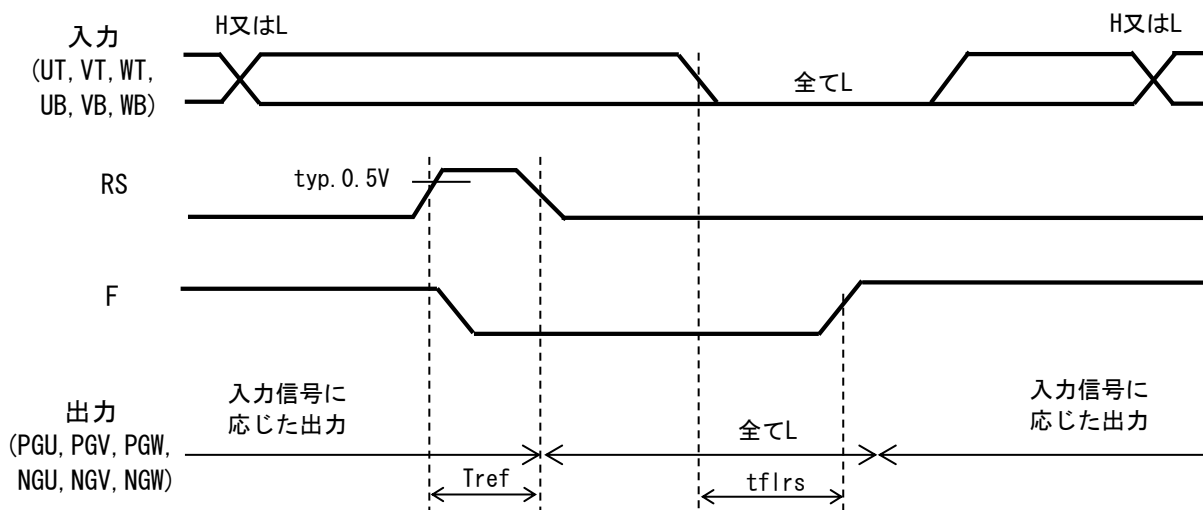 入力
(UT, VT, WT,
UB, VB, WB)
H又はL
全てL
H又はL
RS
typ.0.5V
F
出力
(PGU, PGV, PGW,
NGU, NGV, NGW)
入力信号に
応じた出力
全てL
入力信号に
応じた出力
Tref
tflrs